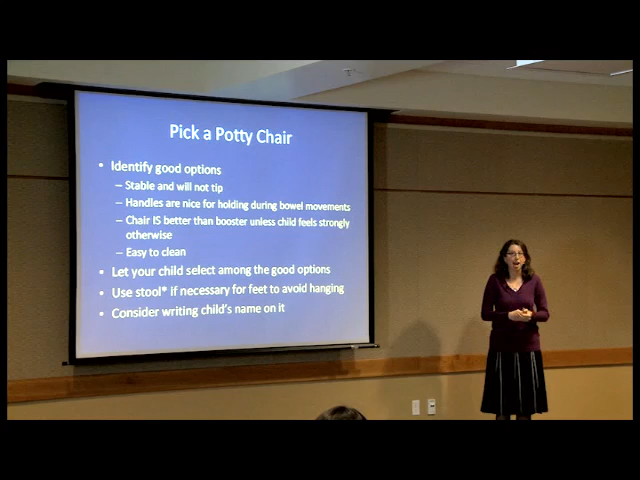 Pick a Potty Chair
• Identify good options
– Stable and will not tip
– Handles are nice for holding during bowel movements
– Chair IS better than booster unless child feels strongly
otherwise
– Easy to clean
• Let your child select among the good options
• Use stool* if necessary for feet to avoid hanging
• Consider writing child's name on it